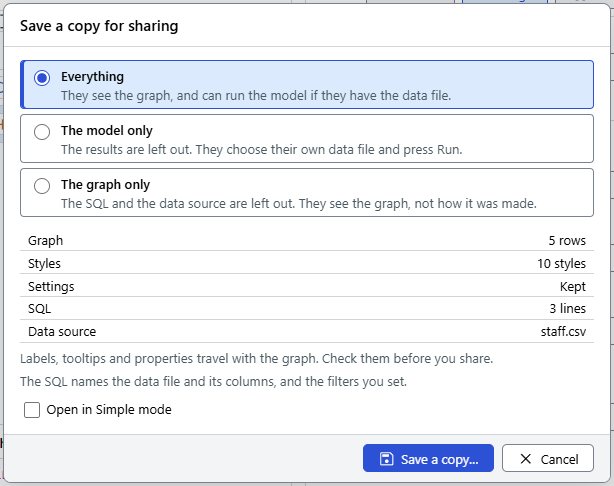 Save a copy for sharing
Everything
They see the graph, and can run the model if they have the data file.
The model only
The results are left out. They choose their own data file and press Run.
The graph only
The SQL and the data source are left out. They see the graph, not how it was made.
Graph 5 rows
Styles 10 styles
Settings Kept
SQL 3 lines
Data source staff.csv
Labels, tooltips and properties travel with the graph. Check them before you share.
The SQL names the data file and its columns, and the filters you set.
Open in Simple mode
Save a copy... Cancel